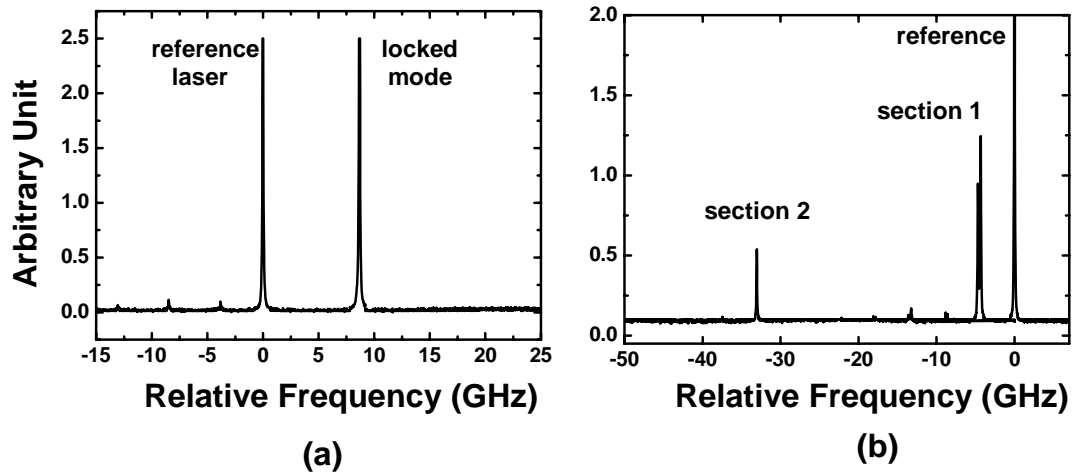 reference
laser
locked
mode
2.5
2.0
1.5
1.0
0.5
0.0
Arbitrary Unit
-15 -10 -5 0 5 10 15 20 25
Relative Frequency (GHz)
(a)
reference
section 1
section 2
2.0
1.5
1.0
0.5
0.0
-50 -40 -30 -20 -10 0
Relative Frequency (GHz)
(b)